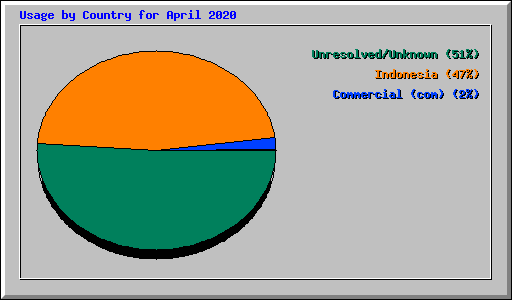 Usage by Country for April 2020
Unresolved/Unknown (51%)
Indonesia (47%)
Commercial (com) (2%)